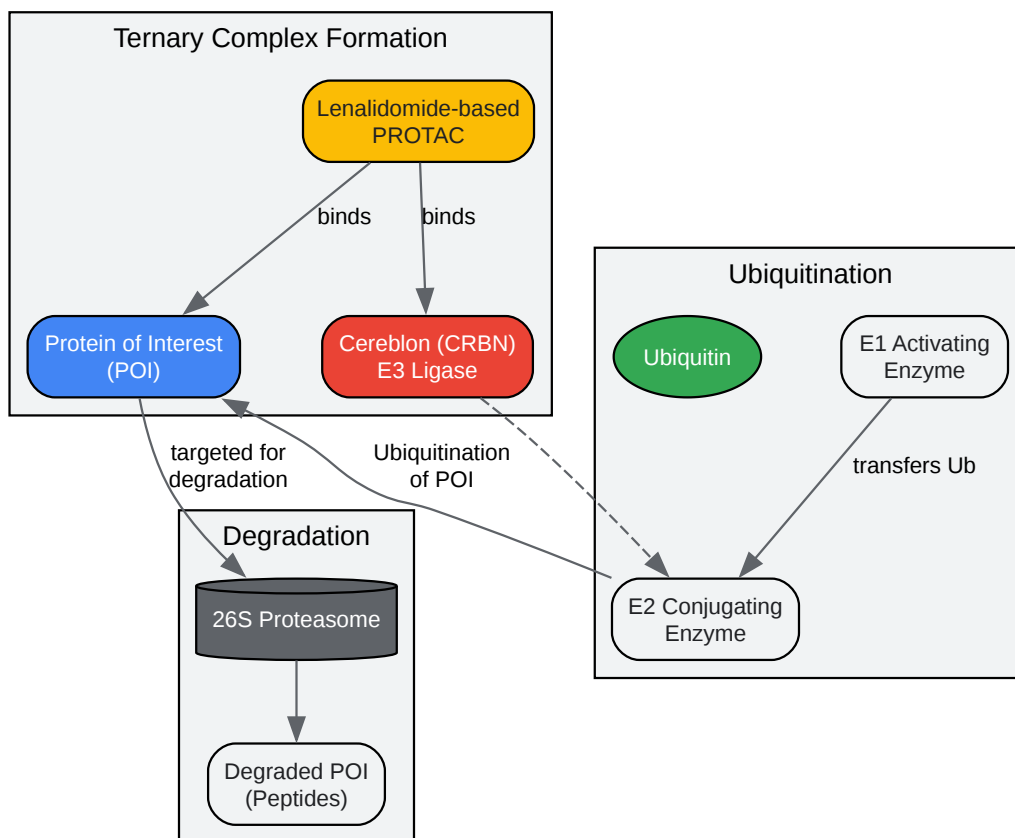 Ternary Complex Formation
Lenalidomide-based
PROTAC
binds
binds
Protein of Interest
(POI)
Cereblon (CRBN)
E3 Ligase
Ubiquitination
Ubiquitin
E1 Activating
Enzyme
transfers Ub
targeted for
degradation
Ubiquitination
of POI
E2 Conjugating
Enzyme
Degradation
26S Proteasome
Degraded POI
(Peptides)